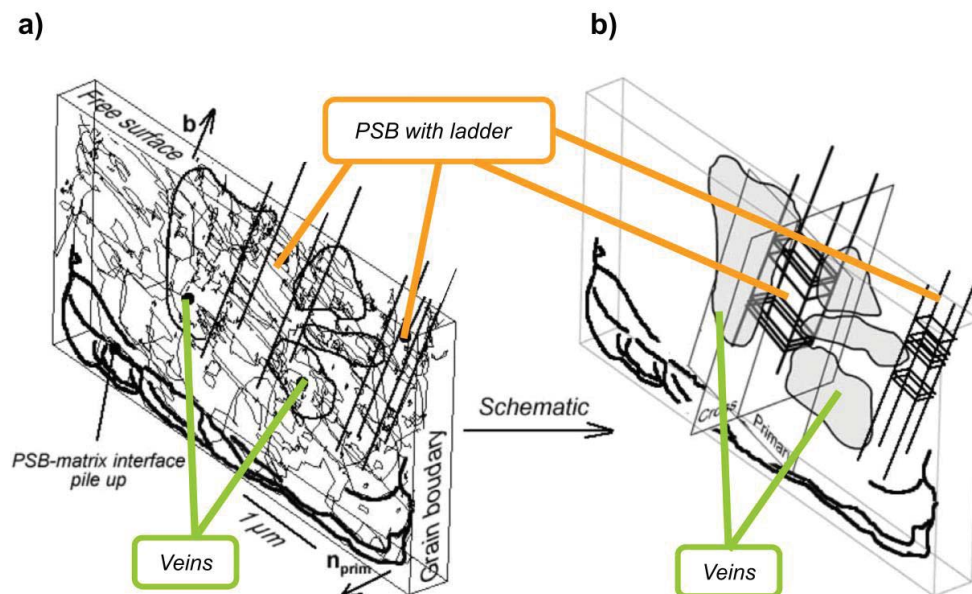 a)
b)
Free surface
b
PSB with ladder
Schematic
Cross
Primary
PSB-matrix interface
pile up
1 μm
Grain boudary
Veins
n prim
Veins